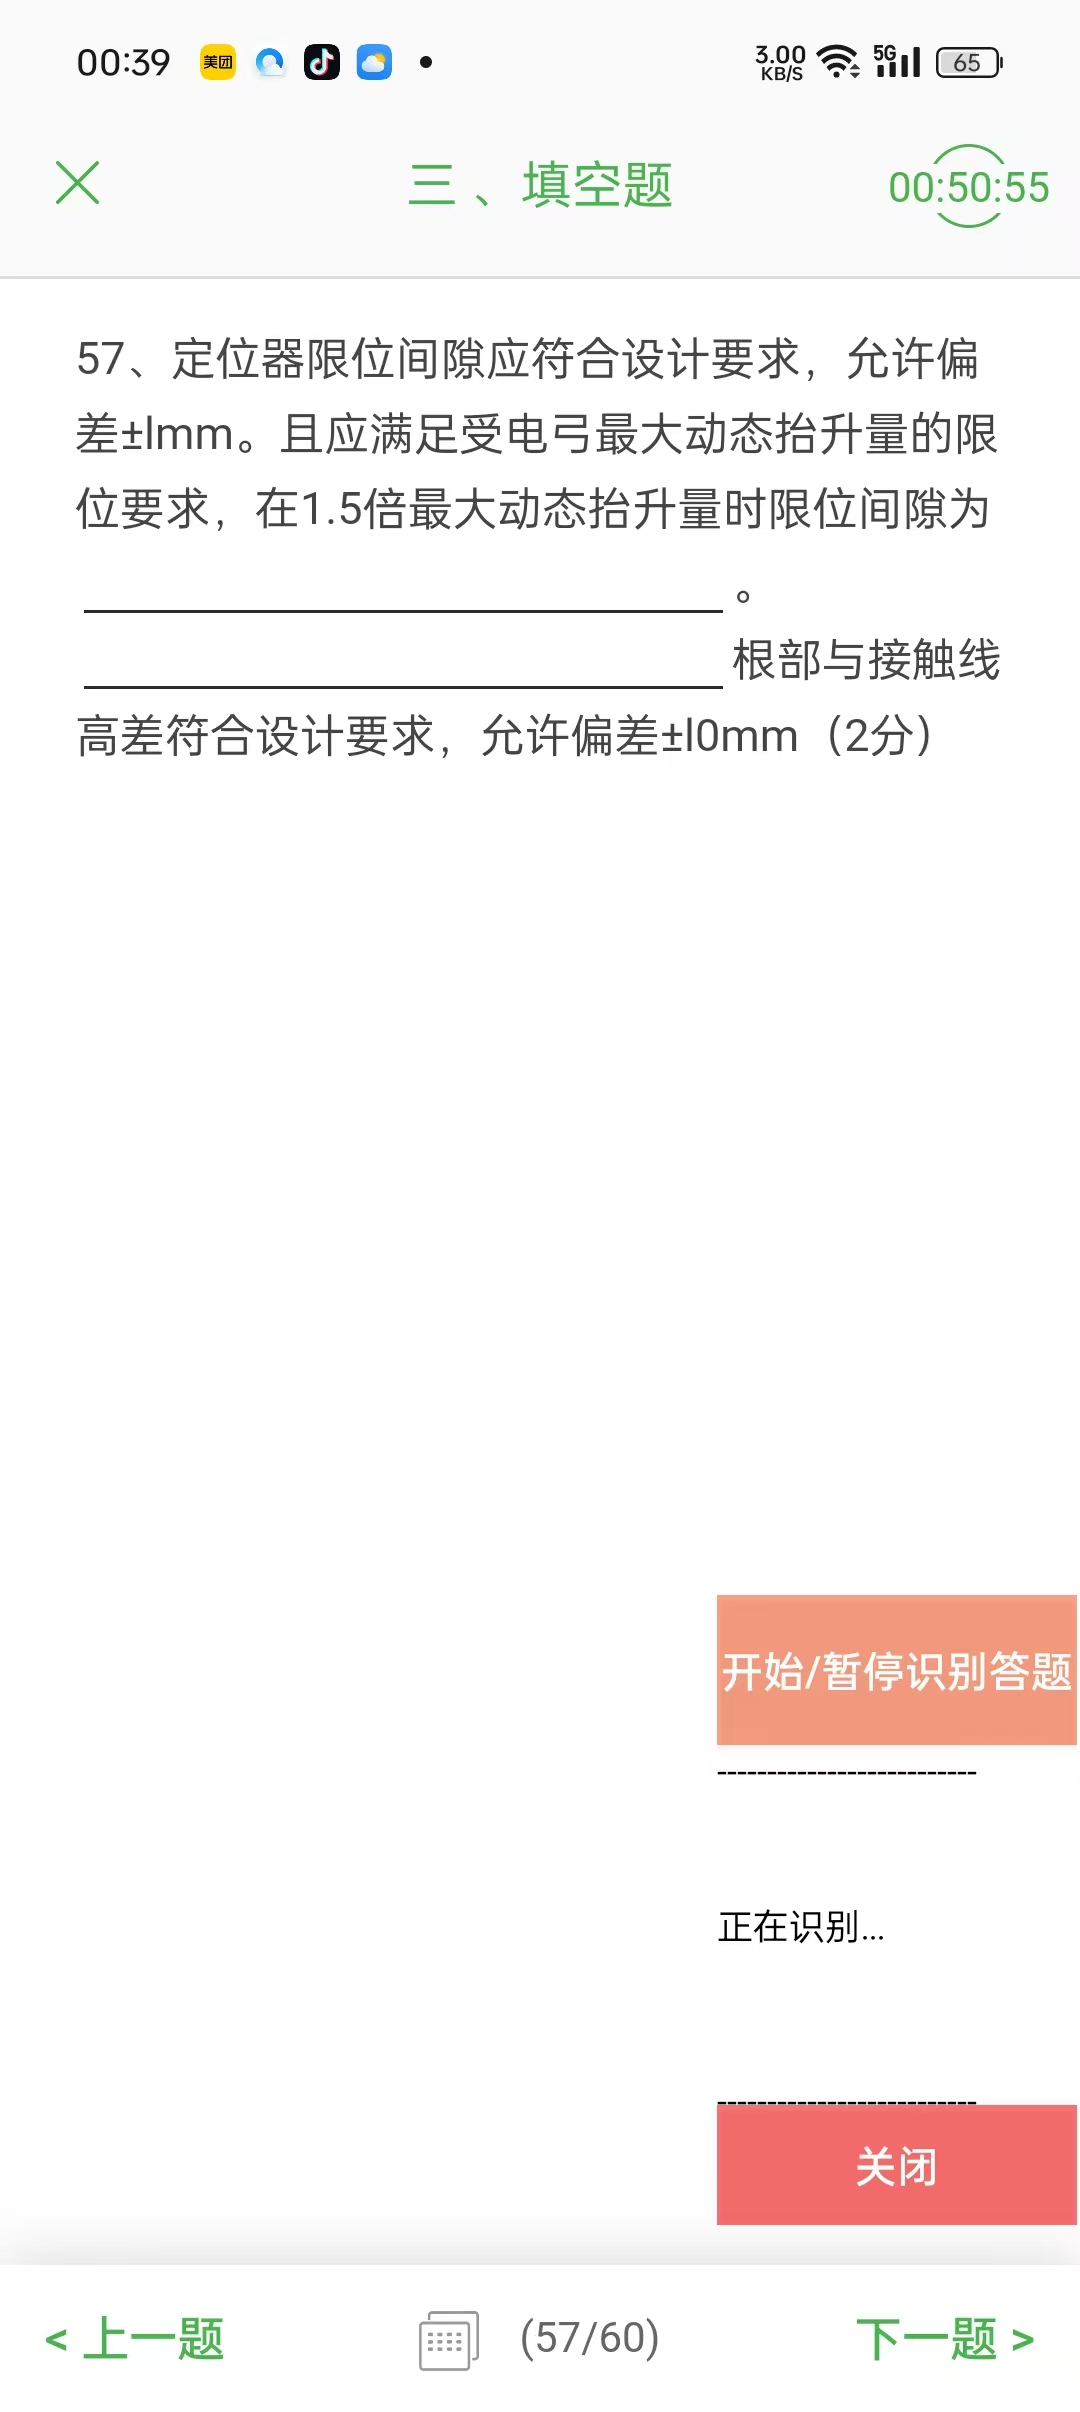 00:39 美团 3.00 KB/S 5G 65
三、填空题 00:50:55
57、定位器限位间隙应符合设计要求，允许偏
差±lmm。且应满足受电弓最大动态抬升量的限
位要求，在1.5倍最大动态抬升量时限位间隙为
。
根部与接触线
高差符合设计要求，允许偏差±l0mm（2分）
开始/暂停识别答题
--------------------------
正在识别...
--------------------------
关闭
< 上一题 (57/60) 下一题 >